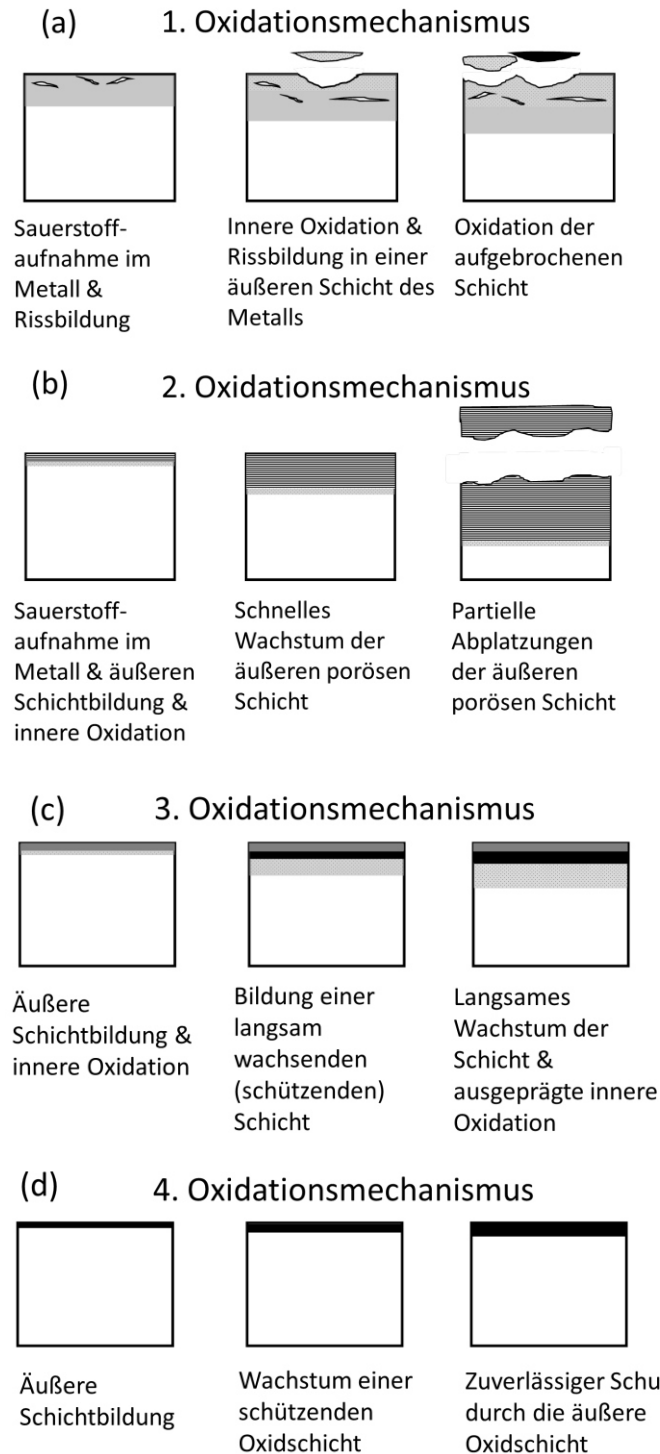 (a) 1. Oxidationsmechanismus
Sauerstoff-
aufnahme im
Metall &
Rissbildung
Innere Oxidation &
Rissbildung in einer
äußeren Schicht des
Metalls
Oxidation der
aufgebrochenen
Schicht
(b) 2. Oxidationsmechanismus
Sauerstoff-
aufnahme im
Metall & äußeren
Schichtbildung &
innere Oxidation
Schnelles
Wachstum der
äußeren porösen
Schicht
Partielle
Abplatzungen
der äußeren
porösen Schicht
(c) 3. Oxidationsmechanismus
Äußere
Schichtbildung &
innere Oxidation
Bildung einer
langsam
wachsenden
(schützenden)
Schicht
Langsames
Wachstum der
Schicht &
ausgeprägte innere
Oxidation
(d) 4. Oxidationsmechanismus
Äußere
Schichtbildung
Wachstum einer
schützenden
Oxidschicht
Zuverlässiger Schu
durch die äußere
Oxidschicht